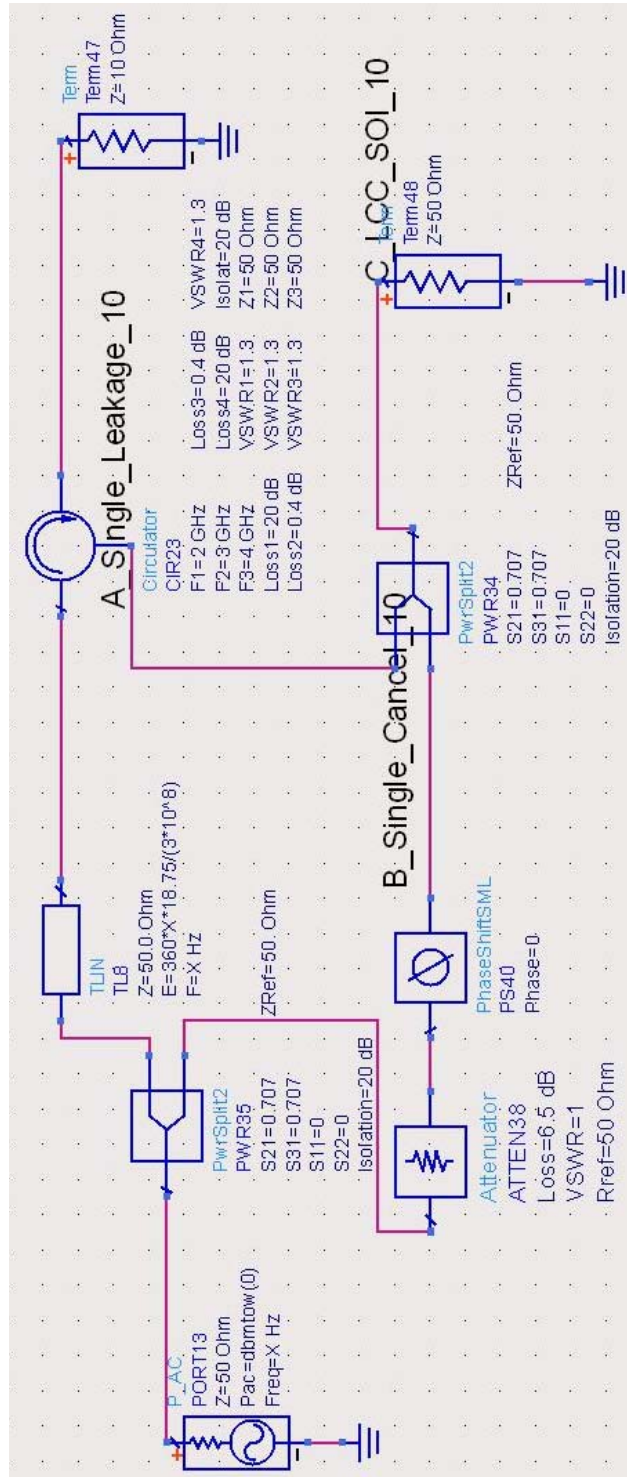 P_AC
PORT13
Z=50 Ohm
Pac=dbmtow(0)
Freq=X Hz
PwrSplit2
PWR35
S21=0.707
S31=0.707
S11=0
S22=0
Isolation=20 dB
ZRef=50. Ohm
TLIN
TL8
Z=50.0 Ohm
E=360*X*18.75/(3*10^8)
F=X Hz
Attenuator
ATTEN38
Loss=6.5 dB
VSWR=1
Rref=50 Ohm
PhaseShiftSML
PS40
Phase=0
A_Single_Leakage_10
Circulator
CIR23
F1=2 GHz
F2=3 GHz
F3=4 GHz
Loss1=20 dB
Loss2=0.4 dB
Loss3=0.4 dB
Loss4=20 dB
VSWR1=1.3
VSWR2=1.3
VSWR3=1.3
VSWR4=1.3
Isolat=20 dB
Z1=50 Ohm
Z2=50 Ohm
Z3=50 Ohm
Term
Term47
Z=10 Ohm
+
-
B_Single_Cancel_10
PwrSplit2
PWR34
S21=0.707
S31=0.707
S11=0.
S22=0
Isolation=20 dB
ZRef=50. Ohm
C_LCC_SOI_10
Term
Term48
Z=50 Ohm
+
-
+
-